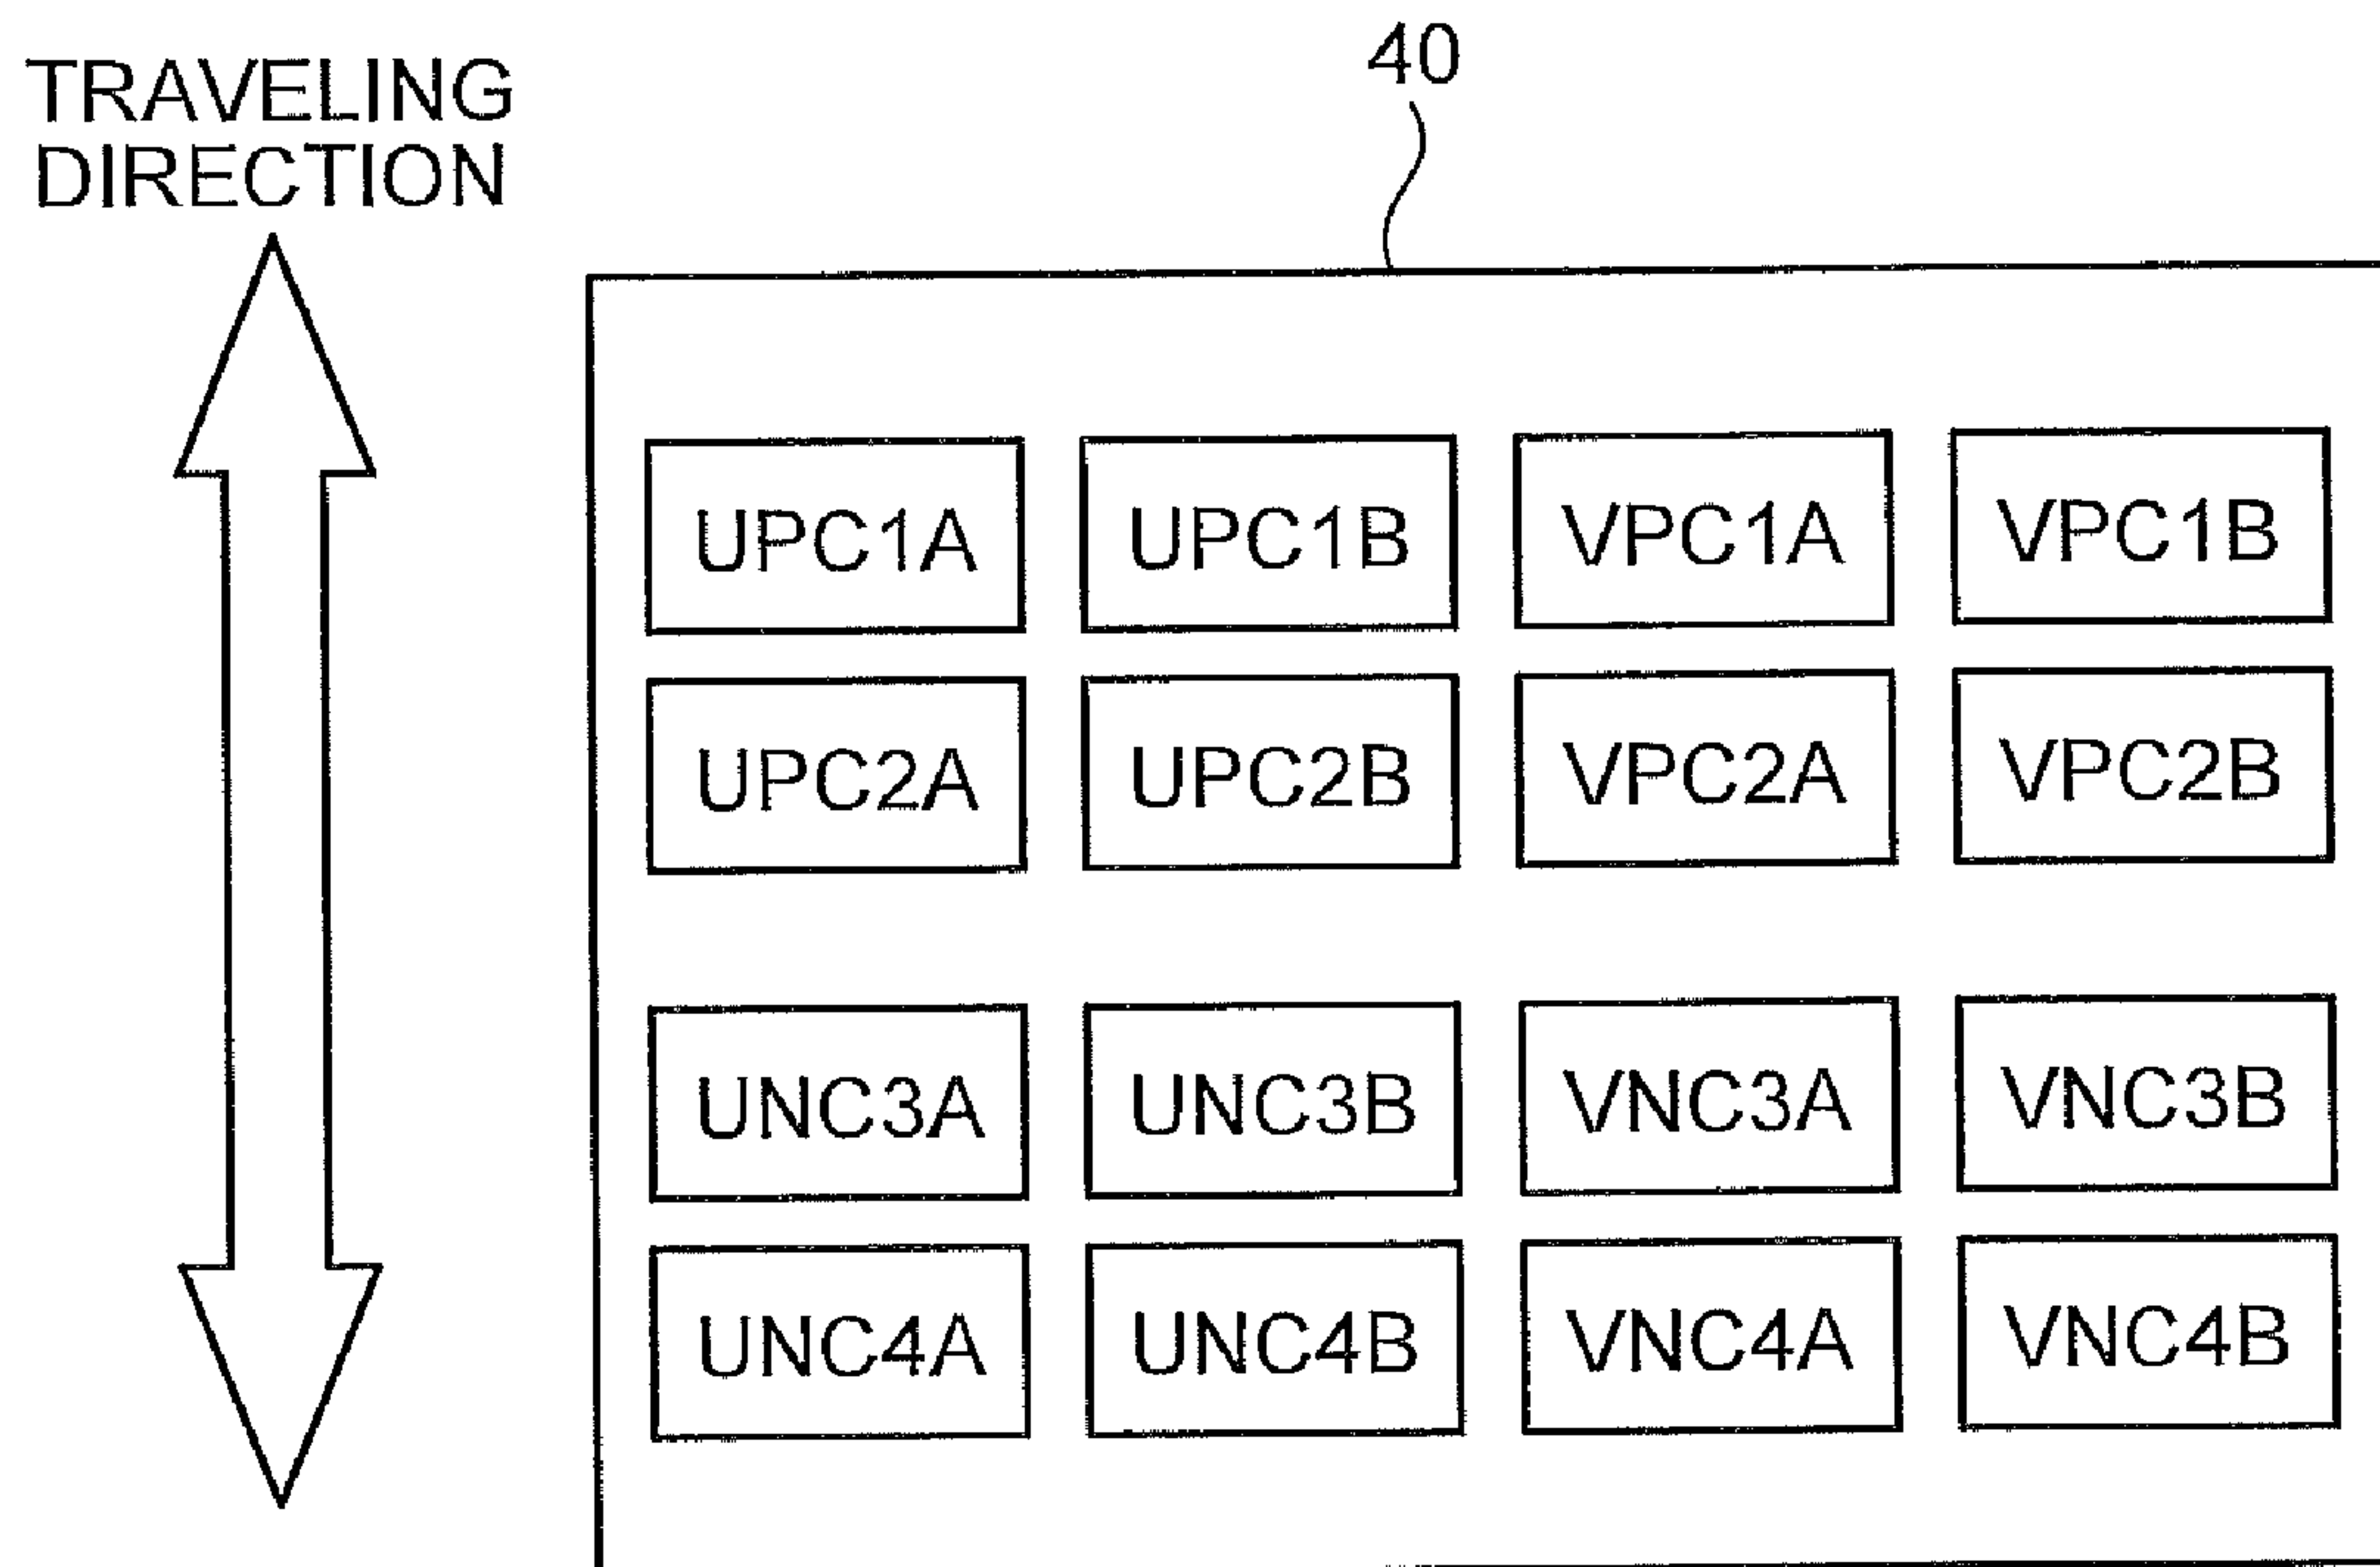 TRAVELING
DIRECTION
40
UPC1A UPC1B VPC1A VPC1B
UPC2A UPC2B VPC2A VPC2B
UNC3A UNC3B VNC3A VNC3B
UNC4A UNC4B VNC4A VNC4B